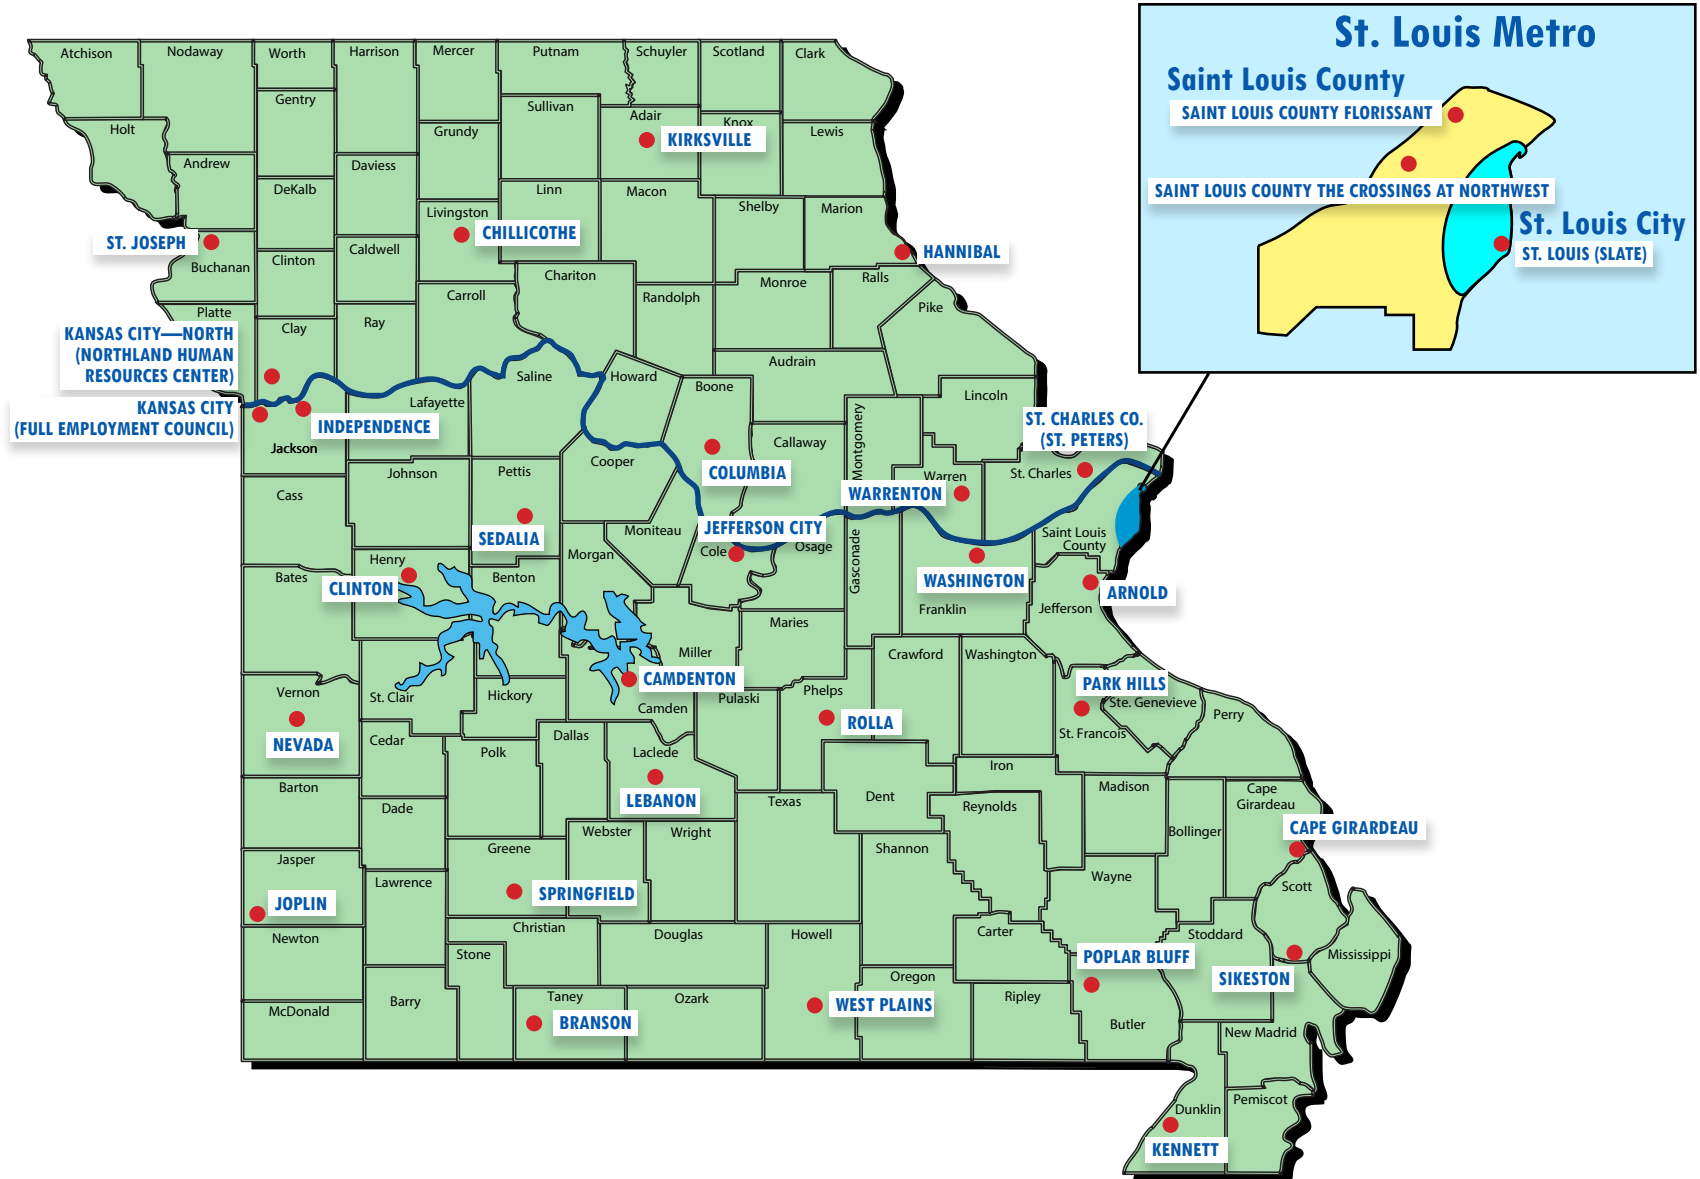 St. Louis Metro
Saint Louis County
SAINT LOUIS COUNTY FLORISSANT
SAINT LOUIS COUNTY THE CROSSINGS AT NORTHWEST
St. Louis City
ST. LOUIS (SLATE)
Atchison
Nodaway
Worth
Harrison
Mercer
Putnam
Schuyler
Scotland
Clark
Gentry
Sullivan
Adair
Knox
Holt
Grundy
Lewis
KIRKSVILLE
Andrew
Daviess
DeKalb
Linn
Macon
Livingston
Shelby
Marion
CHILLICOTHE
ST. JOSEPH
HANNIBAL
Caldwell
Clinton
Buchanan
Chariton
Monroe
Ralls
Carroll
Randolph
Pike
Platte
Clay
Ray
KANSAS CITY—NORTH
(NORTHLAND HUMAN
RESOURCES CENTER)
Audrain
Saline
Howard
Boone
Lincoln
Lafayette
KANSAS CITY
(FULL EMPLOYMENT COUNCIL)
INDEPENDENCE
ST. CHARLES CO.
(ST. PETERS)
Montgomery
Callaway
Jackson
Cooper
COLUMBIA
Johnson
Pettis
St. Charles
Warren
Cass
WARRENTON
SEDALIA
Moniteau
JEFFERSON CITY
Saint Louis
County
Morgan
Cole
Osage
Gasconade
Henry
Bates
Benton
CLINTON
WASHINGTON
ARNOLD
Franklin
Jefferson
Maries
Miller
Crawford
Washington
CAMDENTON
PARK HILLS
Vernon
St. Clair
Hickory
Camden
Pulaski
Phelps
Ste. Genevieve
Perry
ROLLA
St. Francois
NEVADA
Cedar
Polk
Dallas
Laclede
Iron
Barton
LEBANON
Texas
Dent
Reynolds
Madison
Cape
Girardeau
Dade
Webster
Wright
Bollinger
CAPE GIRARDEAU
Greene
Shannon
Jasper
Lawrence
Wayne
Scott
SPRINGFIELD
JOPLIN
Newton
Christian
Douglas
Howell
Carter
Stoddard
Stone
Mississippi
POPLAR BLUFF
Oregon
SIKESTON
Barry
Taney
Ozark
Ripley
McDonald
WEST PLAINS
BRANSON
Butler
New Madrid
Dunklin
Pemiscot
KENNETT